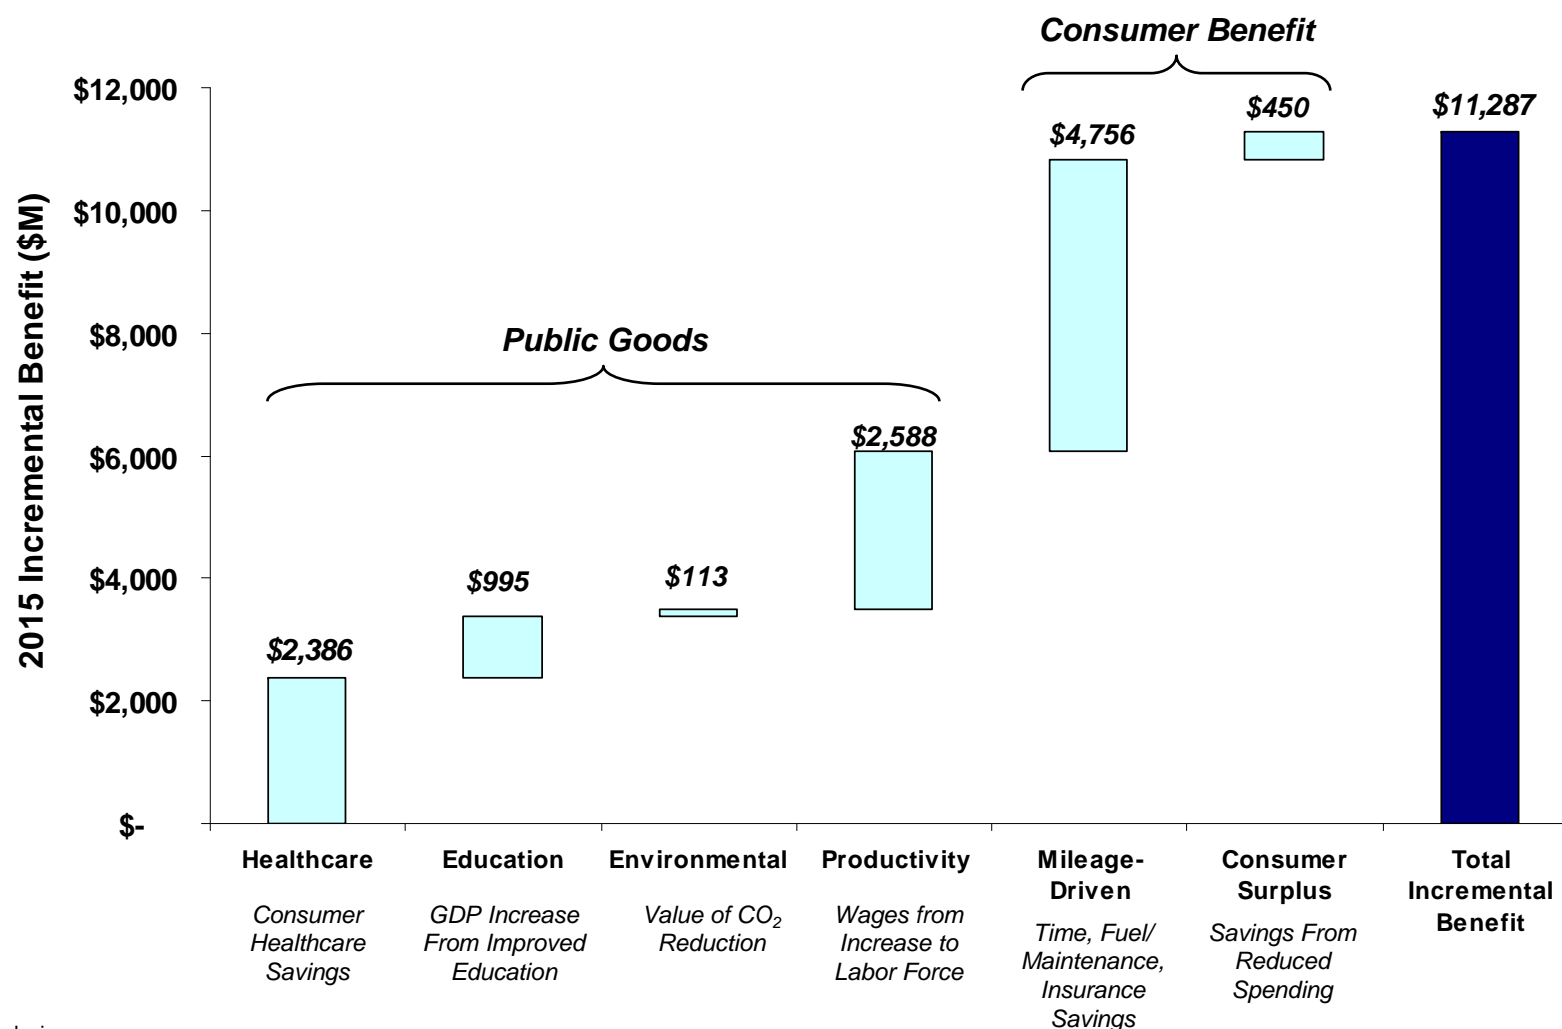 Consumer Benefit
$12,000
$450
$11,287
$4,756
$10,000
2015 Incremental Benefit ($M)
$8,000
Public Goods
$6,000
$2,588
$4,000
$995
$113
$2,386
$2,000
$-
Healthcare
Education
Environmental
Productivity
Mileage-
Driven
Consumer
Surplus
Total
Incremental
Benefit
Consumer
Healthcare
Savings
GDP Increase
From Improved
Education
Value of CO₂
Reduction
Wages from
Increase to
Labor Force
Time, Fuel/
Maintenance,
Insurance
Savings
Savings From
Reduced
Spending